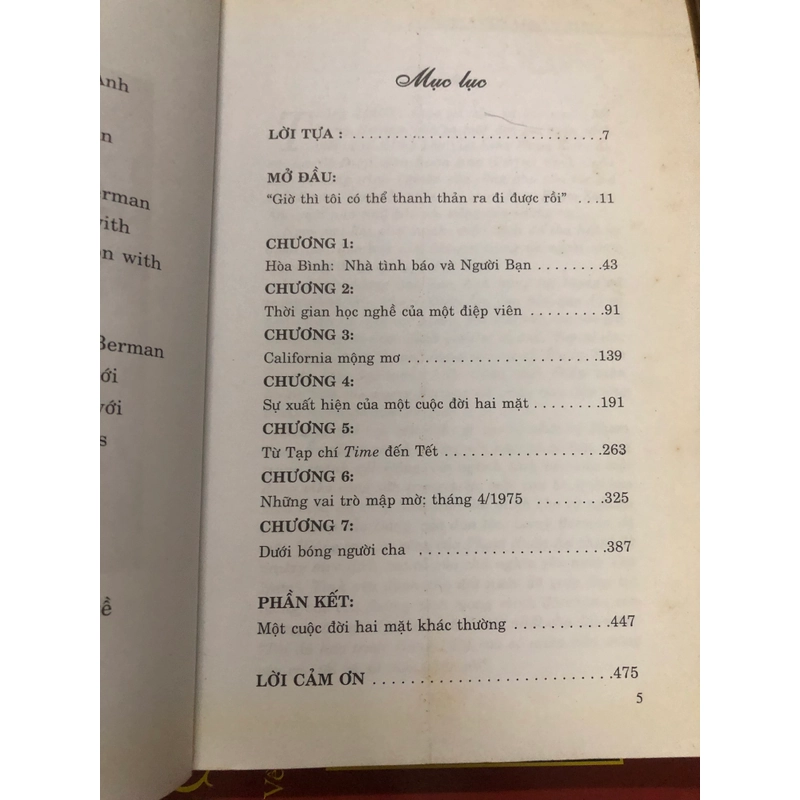 Anh
n
erman
with
n with
Berman
ới
với
s
ề
Mục lục
LỜI TỰA : ................................7
MỞ ĐẦU:
"Giờ thì tôi có thể thanh thản ra đi được rồi" ...11
CHƯƠNG 1:
Hòa Bình: Nhà tình báo và Người Bạn ........43
CHƯƠNG 2:
Thời gian học nghề của một điệp viên .........91
CHƯƠNG 3:
California mộng mơ .......................139
CHƯƠNG 4:
Sự xuất hiện của một cuộc đời hai mặt ........191
CHƯƠNG 5:
Từ Tạp chí Time đến Tết ...................263
CHƯƠNG 6:
Những vai trò mập mờ; tháng 4/1975 ........325
CHƯƠNG 7:
Dưới bóng người cha ......................387
PHẦN KẾT:
Một cuộc đời hai mặt khác thường ...........447
LỜI CẢM ƠN ...........................475
5